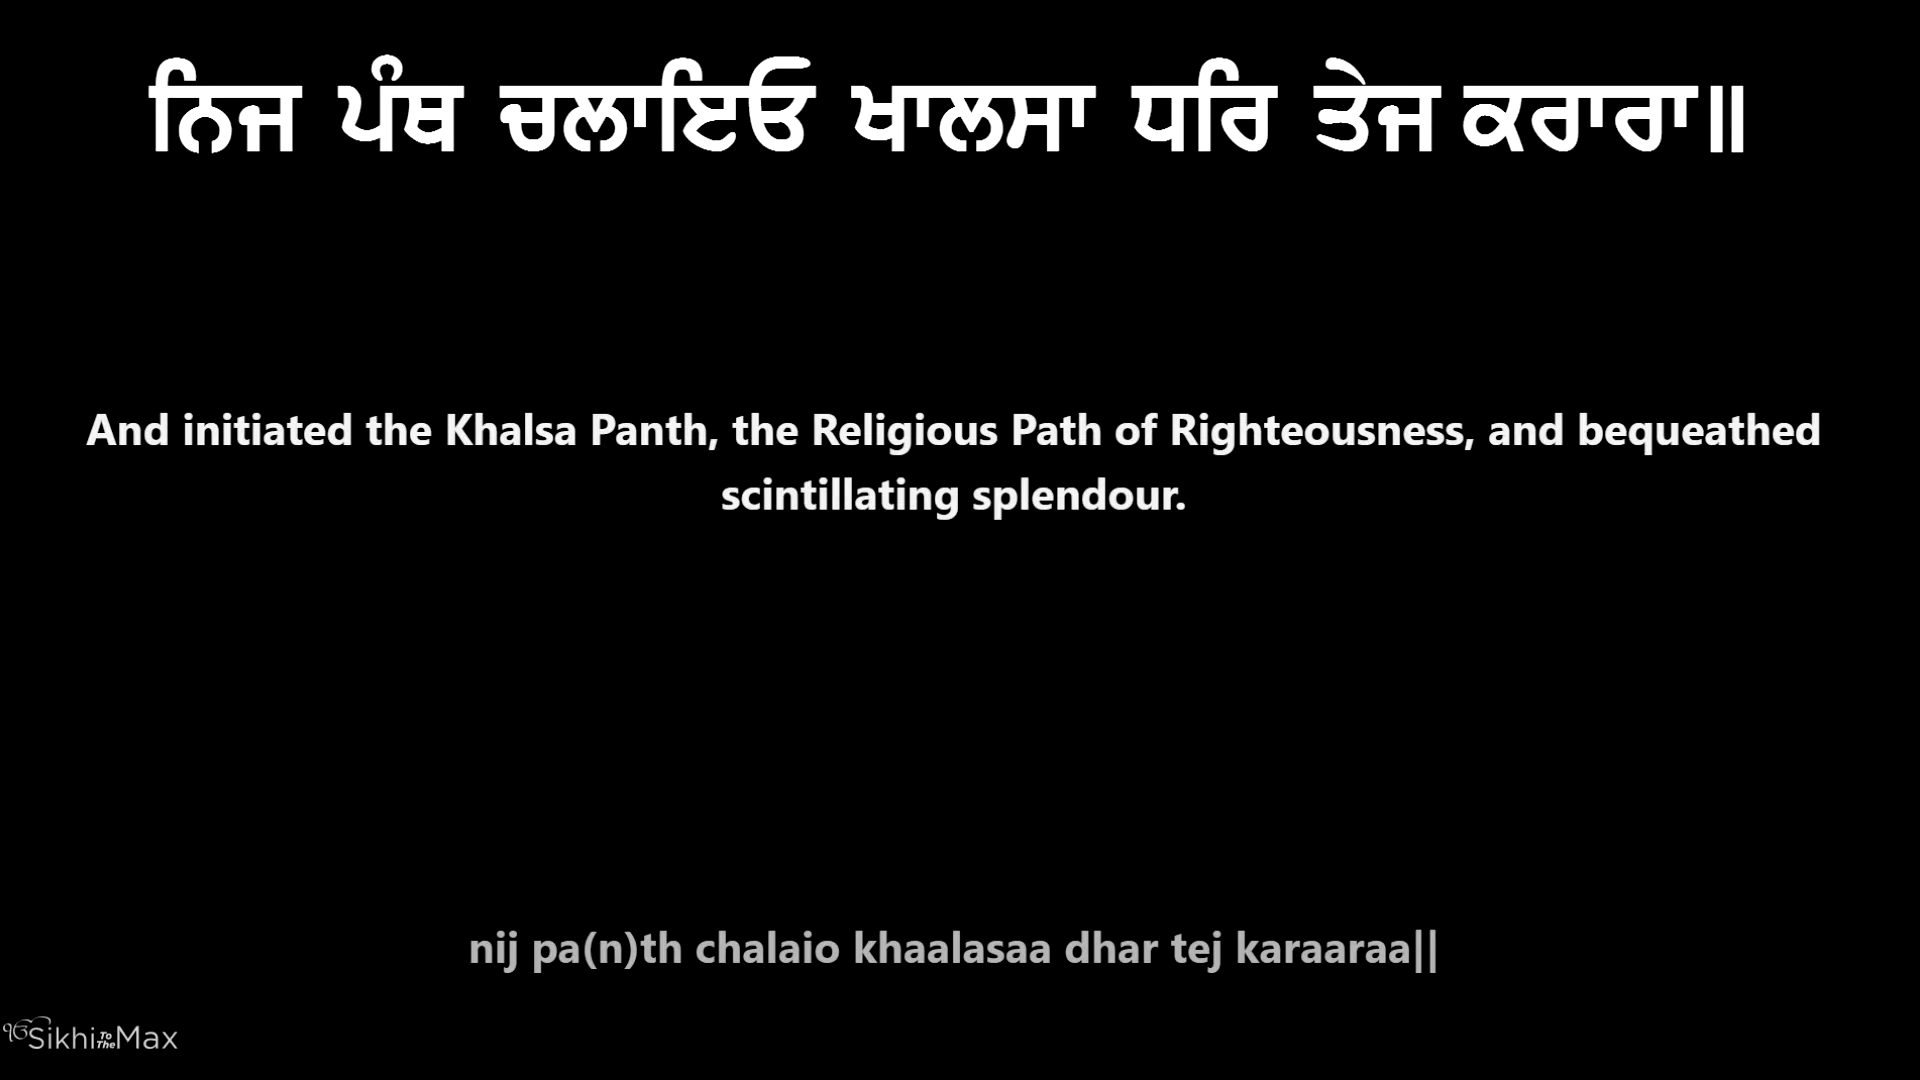 ਨਿਜ ਪੰਥ ਚਲਾਇਓ ਖਾਲਸਾ ਧਰਿ ਤੇਜ ਕਰਾਰਾ॥
And initiated the Khalsa Panth, the Religious Path of Righteousness, and bequeathed
scintillating splendour.
nij pa(n)th chalaio khaalasaa dhar tej karaaraa||
ੴSikhiToTheMax